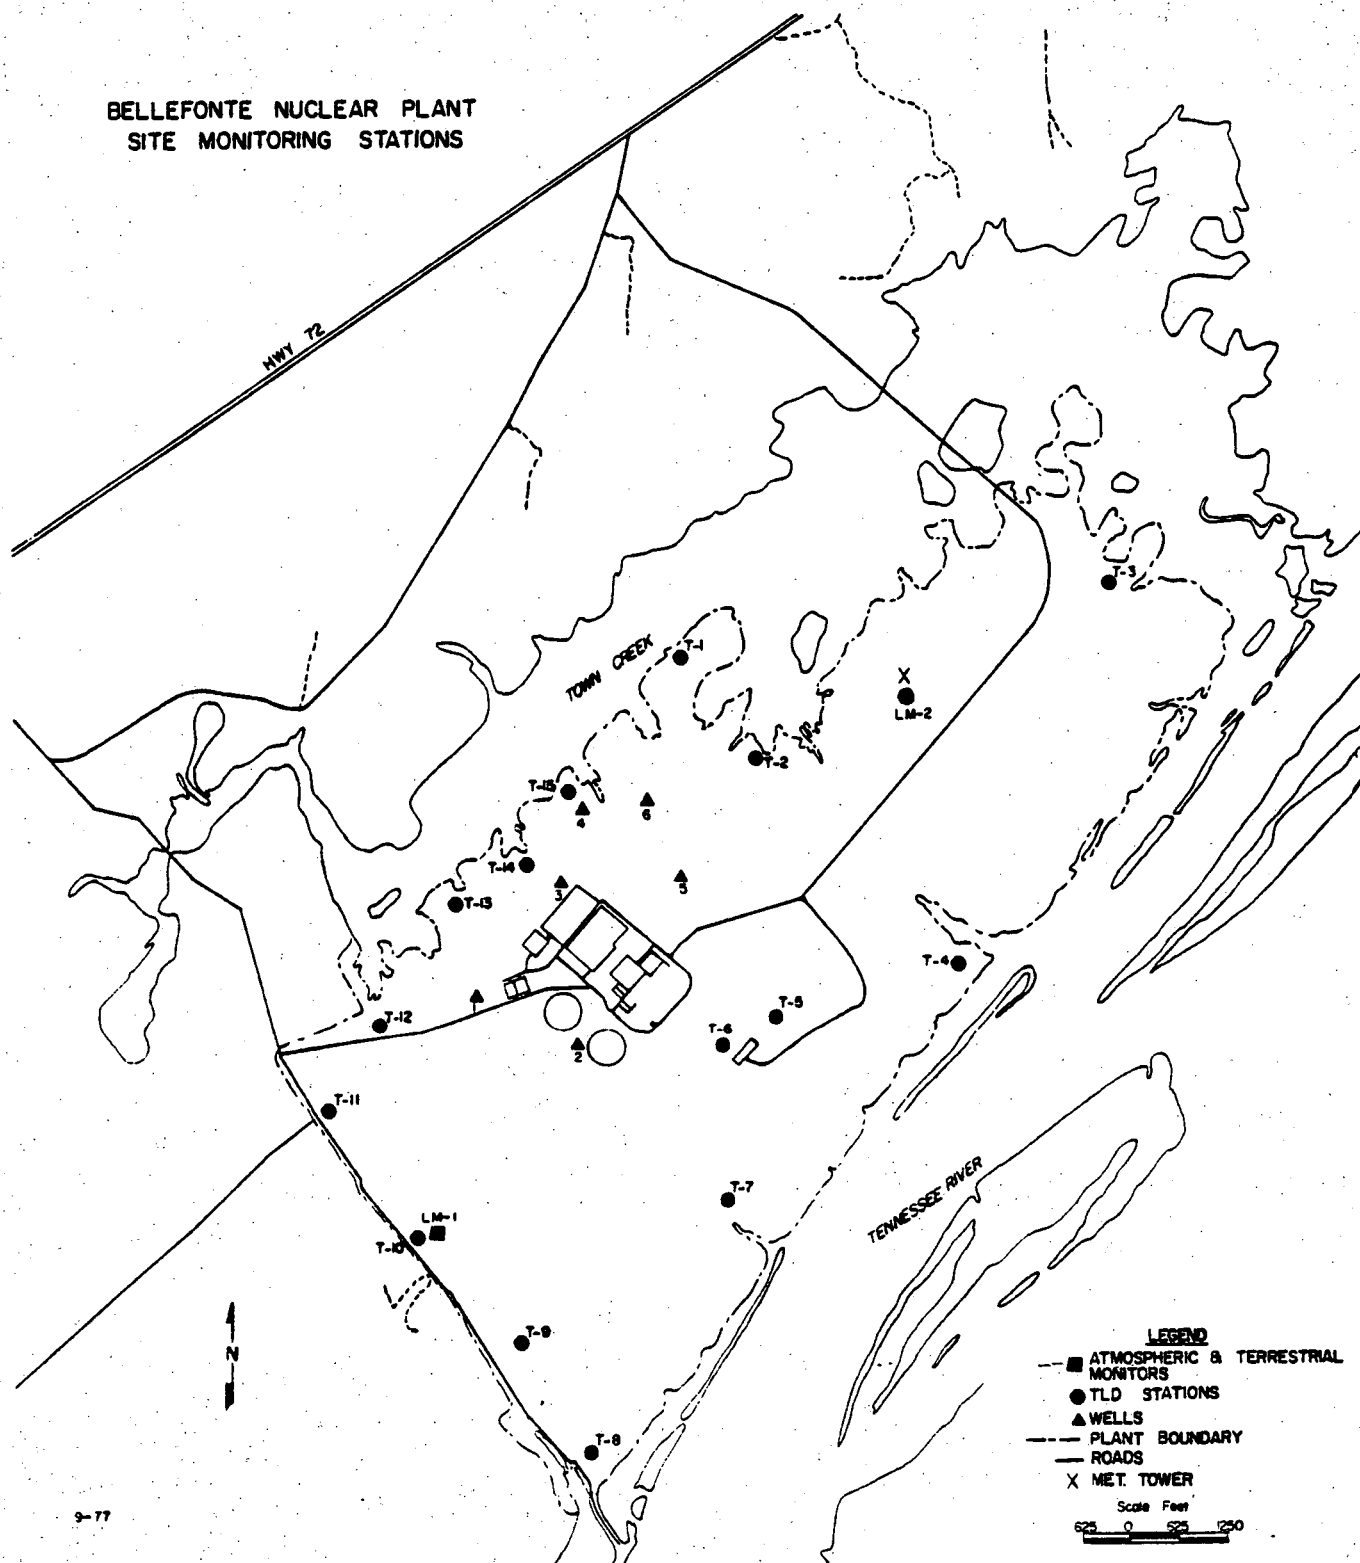 BELLEFONTE NUCLEAR PLANT
SITE MONITORING STATIONS
HWY 72
TOWN CREEK
T-1
T-3
LM-2
T-2
T-15
4
6
T-14
3
5
T-13
T-4
T-5
T-12
1
T-6
2
T-11
T-7
TENNESSEE RIVER
LM-1
T-10
T-9
N
T-8
LEGEND
ATMOSPHERIC & TERRESTRIAL
MONITORS
TLD STATIONS
WELLS
PLANT BOUNDARY
ROADS
X MET. TOWER
Scale Feet
625 0 625 1250
9-77